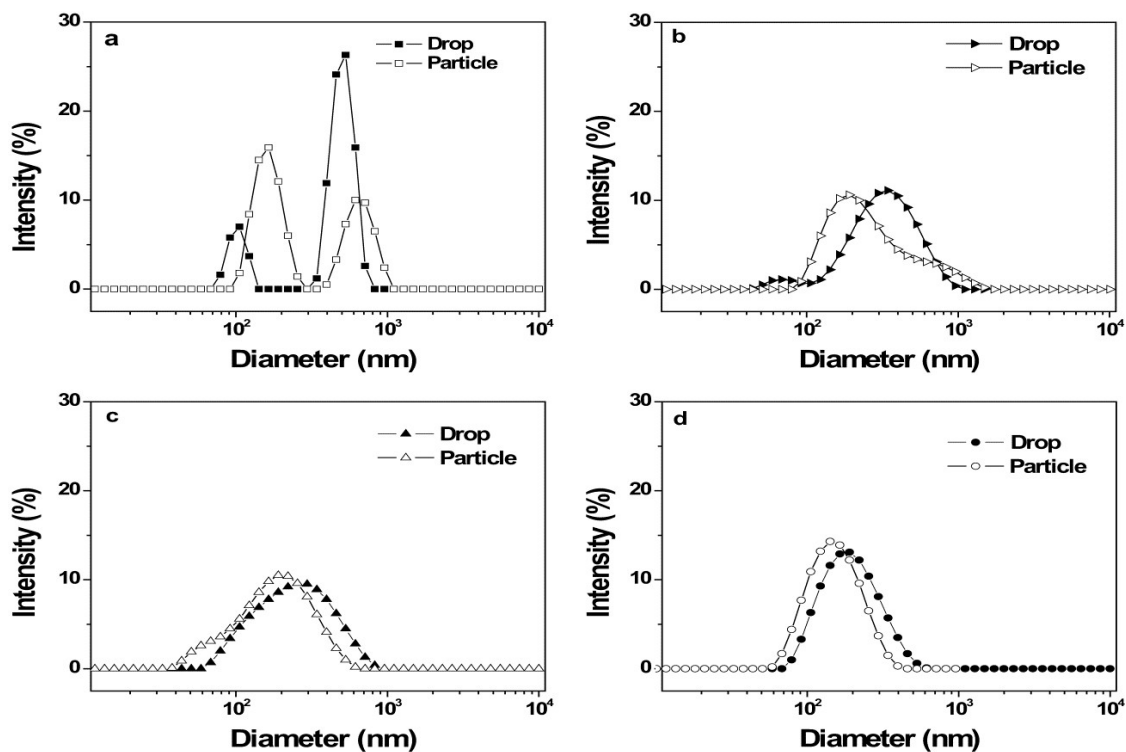 a
Drop
Particle
30
20
10
0
Intensity (%)
10²
10³
10⁴
Diameter (nm)
b
Drop
Particle
30
20
10
0
Intensity (%)
10²
10³
10⁴
Diameter (nm)
c
Drop
Particle
30
20
10
0
Intensity (%)
10²
10³
10⁴
Diameter (nm)
d
Drop
Particle
30
20
10
0
Intensity (%)
10²
10³
10⁴
Diameter (nm)